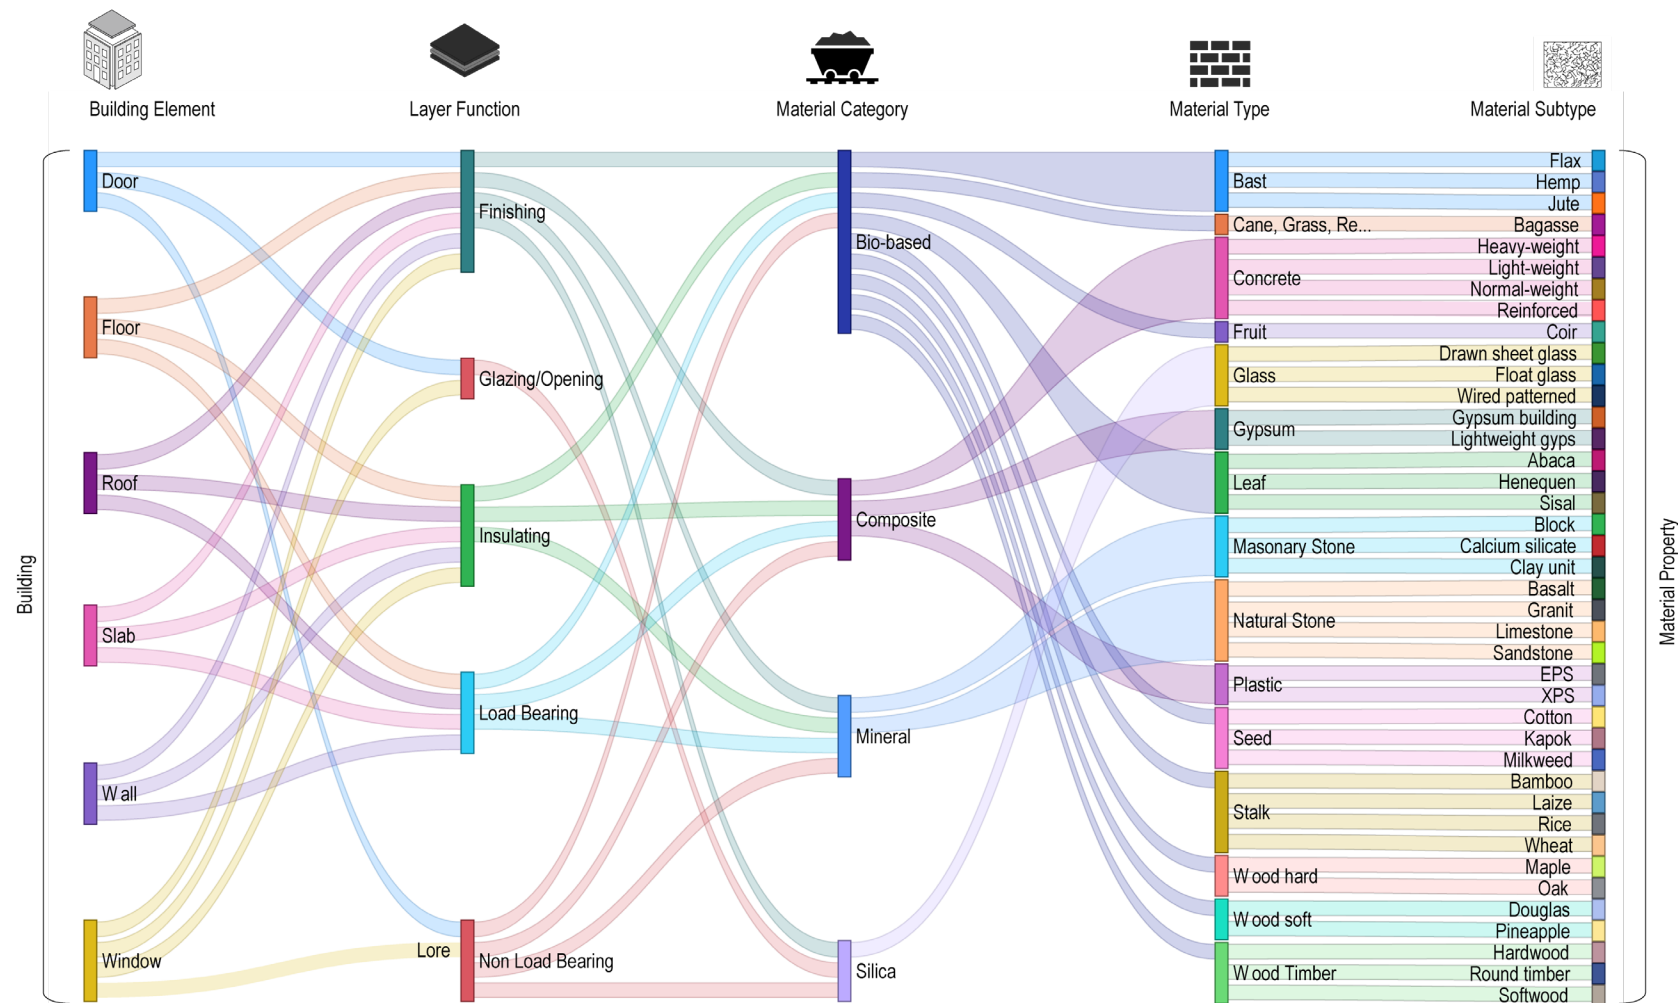 Building Element
Layer Function
Material Category
Material Type
Material Subtype
Building
Door
Floor
Roof
Slab
Wall
Window
Finishing
Glazing/Opening
Insulating
Load Bearing
Lore
Non Load Bearing
Bio-based
Composite
Mineral
Silica
Bast
Cane, Grass, Re...
Concrete
Fruit
Glass
Gypsum
Leaf
Masonary Stone
Natural Stone
Plastic
Seed
Stalk
Wood hard
Wood soft
Wood Timber
Flax
Hemp
Jute
Bagasse
Heavy-weight
Light-weight
Normal-weight
Reinforced
Coir
Drawn sheet glass
Float glass
Wired patterned
Gypsum building
Lightweight gyps
Abaca
Henequen
Sisal
Block
Calcium silicate
Clay unit
Basalt
Granit
Limestone
Sandstone
EPS
XPS
Cotton
Kapok
Milkweed
Bamboo
Laize
Rice
Wheat
Maple
Oak
Douglas
Pineapple
Hardwood
Round timber
Softwood
Material Property